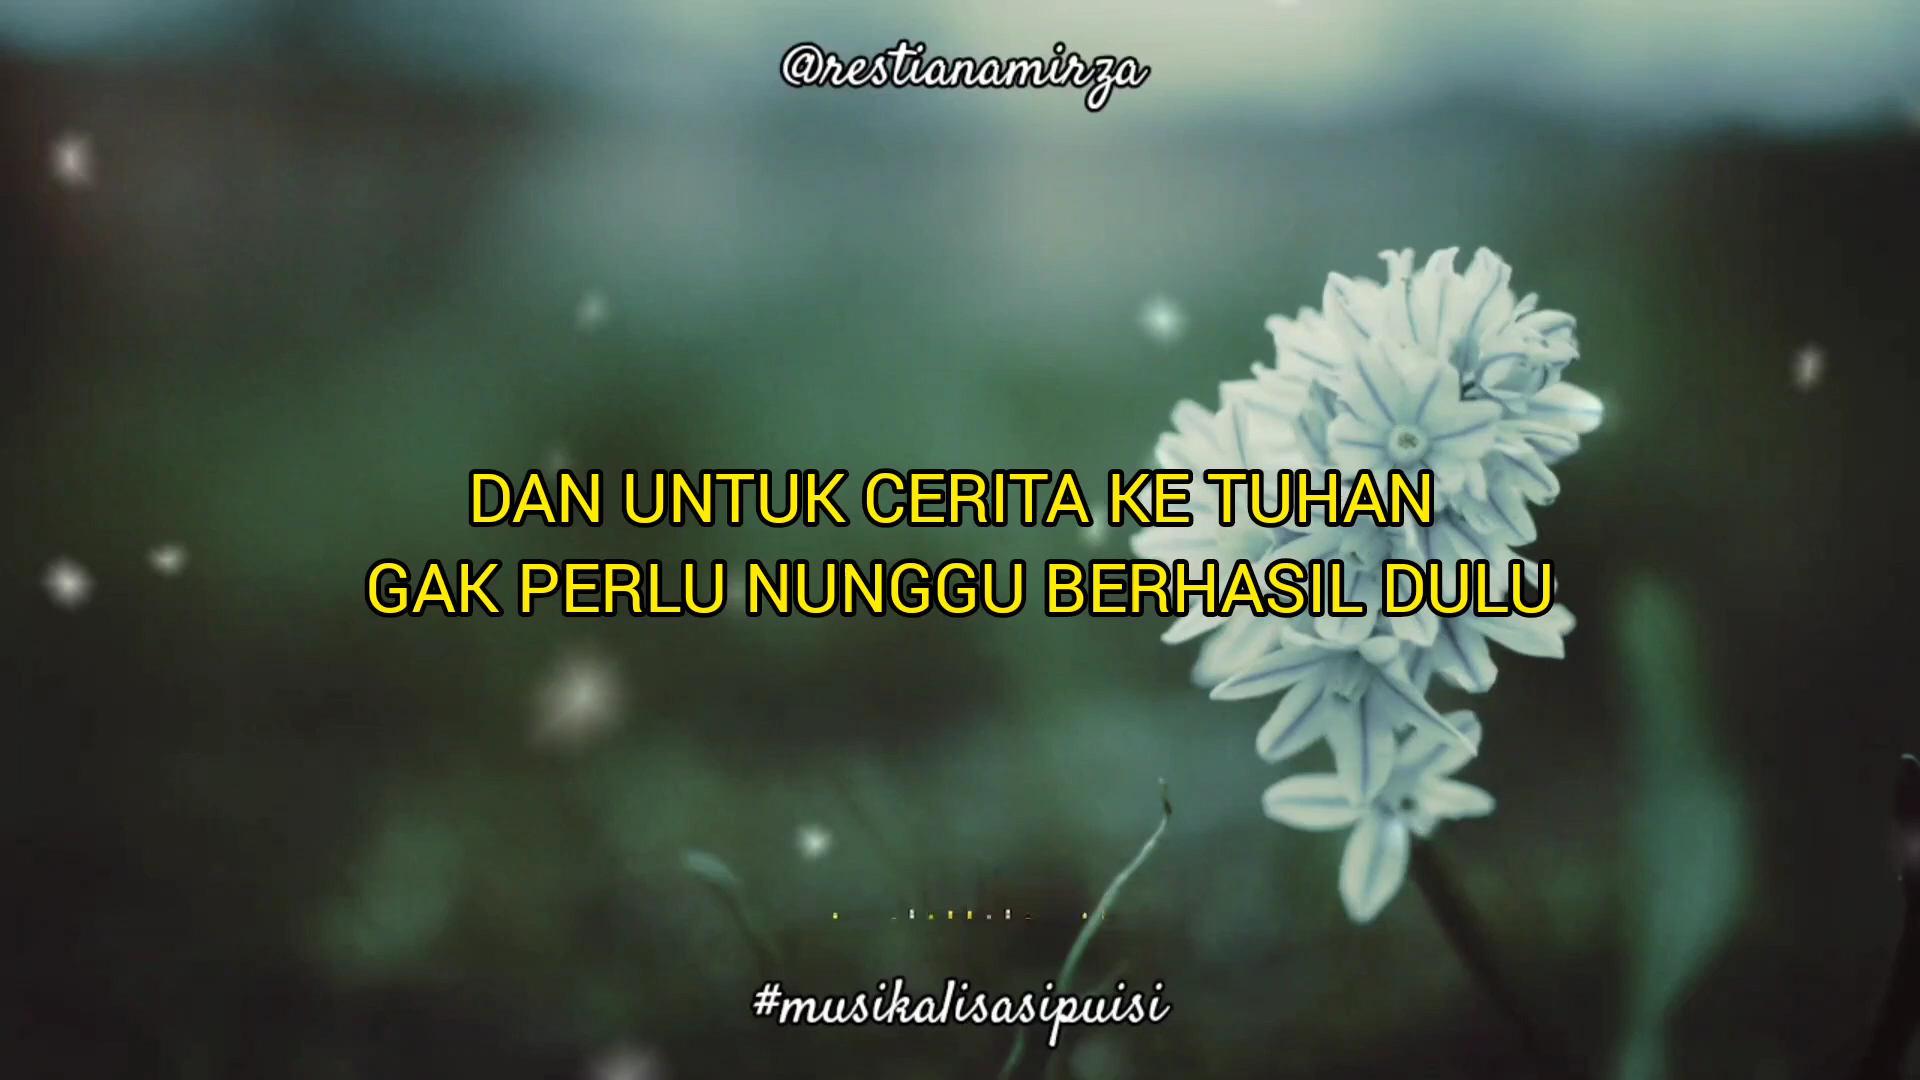 @restianamirza
DAN UNTUK CERITA KE TUHAN
GAK PERLU NUNGGU BERHASIL DULU
#musikalisasipuisi